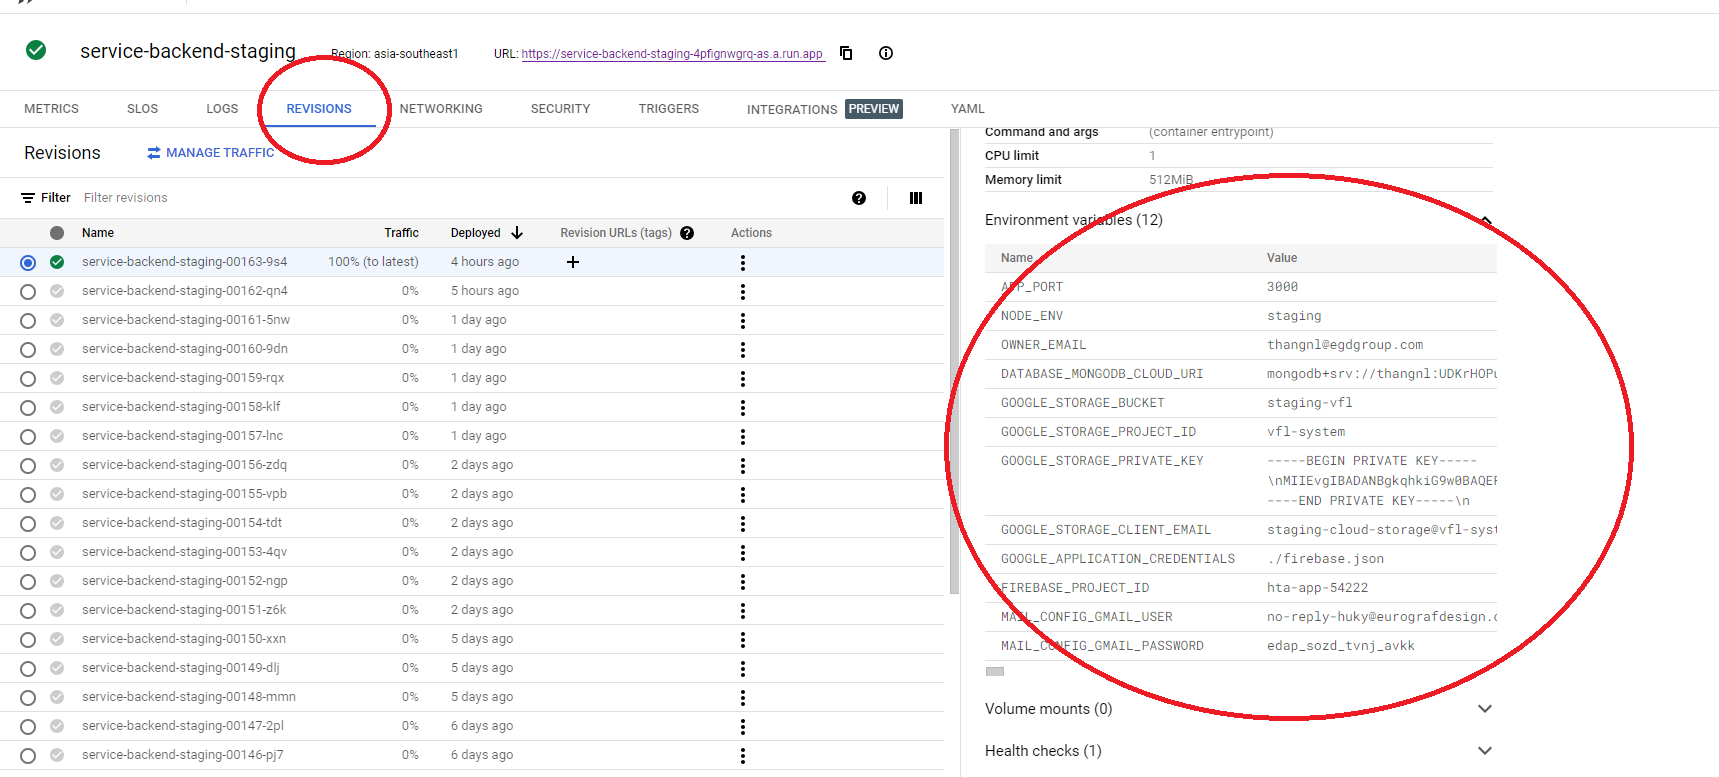 service-backend-staging
Region: asia-southeast1
URL: https://service-backend-staging-4pfignwgrq-as.a.run.app
METRICS
SLOS
LOGS
REVISIONS
NETWORKING
SECURITY
TRIGGERS
INTEGRATIONS PREVIEW
YAML
Revisions
MANAGE TRAFFIC
Filter Filter revisions
Name Traffic Deployed Revision URLs (tags) Actions
service-backend-staging-00163-9s4 100% (to latest) 4 hours ago
service-backend-staging-00162-qn4 0% 5 hours ago
service-backend-staging-00161-5nw 0% 1 day ago
service-backend-staging-00160-9dn 0% 1 day ago
service-backend-staging-00159-rqx 0% 1 day ago
service-backend-staging-00158-klf 0% 1 day ago
service-backend-staging-00157-lnc 0% 1 day ago
service-backend-staging-00156-zdq 0% 2 days ago
service-backend-staging-00155-vpb 0% 2 days ago
service-backend-staging-00154-tdt 0% 2 days ago
service-backend-staging-00153-4qv 0% 2 days ago
service-backend-staging-00152-ngp 0% 2 days ago
service-backend-staging-00151-z6k 0% 2 days ago
service-backend-staging-00150-xxn 0% 5 days ago
service-backend-staging-00149-dlj 0% 5 days ago
service-backend-staging-00148-mmn 0% 5 days ago
service-backend-staging-00147-2pl 0% 6 days ago
service-backend-staging-00146-pj7 0% 6 days ago
Command and args (container entrypoint)
CPU limit 1
Memory limit 512MiB
Environment variables (12)
Name Value
APP_PORT 3000
NODE_ENV staging
OWNER_EMAIL thangnl@egdgroup.com
DATABASE_MONGODB_CLOUD_URI mongodb+srv://thangnl:UDKrHOPu
GOOGLE_STORAGE_BUCKET staging-vfl
GOOGLE_STORAGE_PROJECT_ID vfl-system
GOOGLE_STORAGE_PRIVATE_KEY -----BEGIN PRIVATE KEY-----
\nMIIEvgIBADANBgkqhkiG9w0BAQEF
----END PRIVATE KEY-----\n
GOOGLE_STORAGE_CLIENT_EMAIL staging-cloud-storage@vfl-syst
GOOGLE_APPLICATION_CREDENTIALS ./firebase.json
FIREBASE_PROJECT_ID hta-app-54222
MAIL_CONFIG_GMAIL_USER no-reply-huky@eurografdesign.c
MAIL_CONFIG_GMAIL_PASSWORD edap_sozd_tvnj_avkk
Volume mounts (0)
Health checks (1)